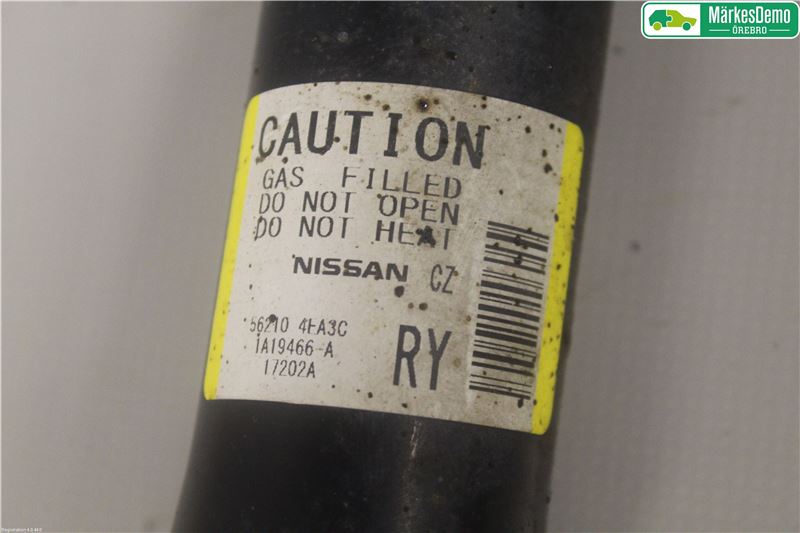 MärkesDemo
ÖREBRO
CAUTION
GAS FILLED
DO NOT OPEN
DO NOT HEAT
NISSAN CZ
56210 4EA3C
1A19466-A
17202A
RY